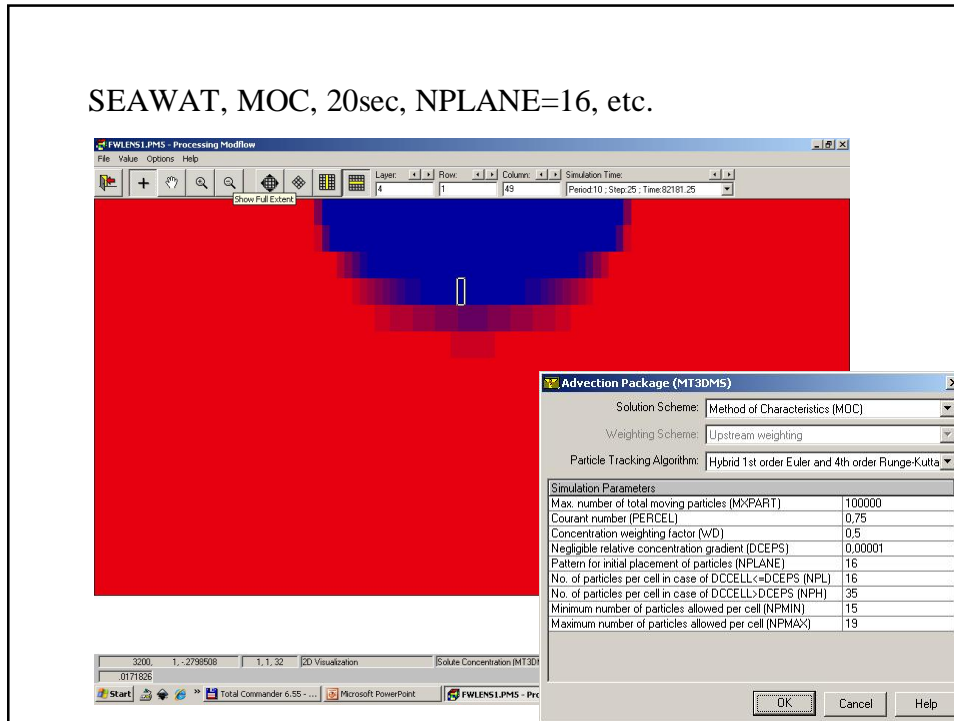 SEAWAT, MOC, 20sec, NPLANE=16, etc.
FWLENS1.PM5 - Processing Modflow
File Value Options Help
Layer: Row: Column: Simulation Time:
4 1 49 Period:10 ; Step:25 ; Time:82181.25
Show Full Extent
Advection Package (MT3DMS)
Solution Scheme: Method of Characteristics (MOC)
Weighting Scheme: Upstream weighting
Particle Tracking Algorithm: Hybrid 1st order Euler and 4th order Runge-Kutta
Simulation Parameters
Max. number of total moving particles (MXPART) 100000
Courant number (PERCEL) 0,75
Concentration weighting factor (WD) 0,5
Negligible relative concentration gradient (DCEPS) 0,00001
Pattern for initial placement of particles (NPLANE) 16
No. of particles per cell in case of DCCELL<=DCEPS (NPL) 16
No. of particles per cell in case of DCCELL>DCEPS (NPH) 35
Minimum number of particles allowed per cell (NPMIN) 15
Maximum number of particles allowed per cell (NPMAX) 19
OK Cancel Help
3200, 1,-.2798508 1, 1, 32 2D Visualization Solute Concentration (MT3D
.0171826
Start » Total Commander 6.55 - ... Microsoft PowerPoint FWLENS1.PM5 - Pro